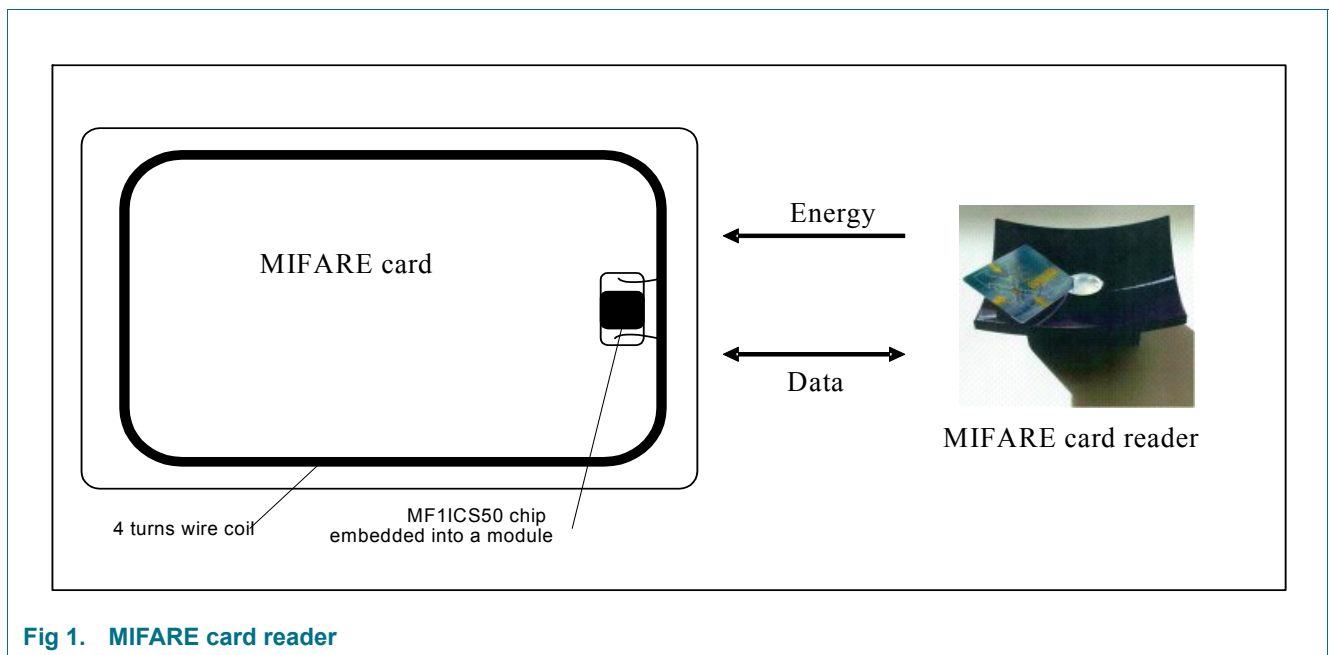 MIFARE card
Energy
Data
MIFARE card reader
4 turns wire coil
MF1ICS50 chip
embedded into a module
Fig 1. MIFARE card reader